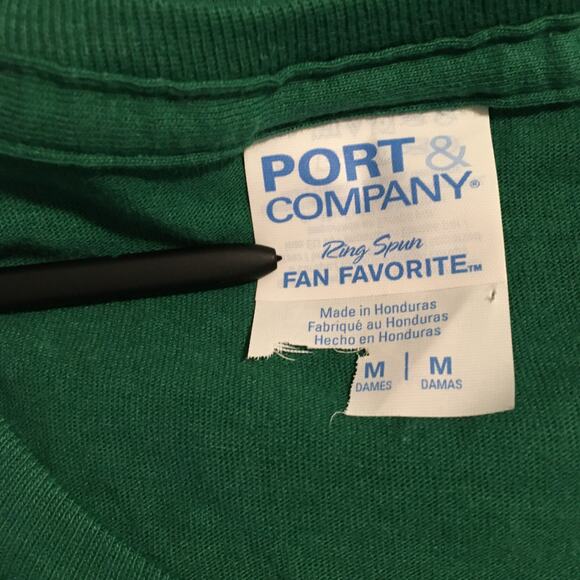 PORT &
COMPANY®
Ring Spun
FAN FAVORITE™
Made in Honduras
Fabriqué au Honduras
Hecho en Honduras
M | M
DAMES DAMAS